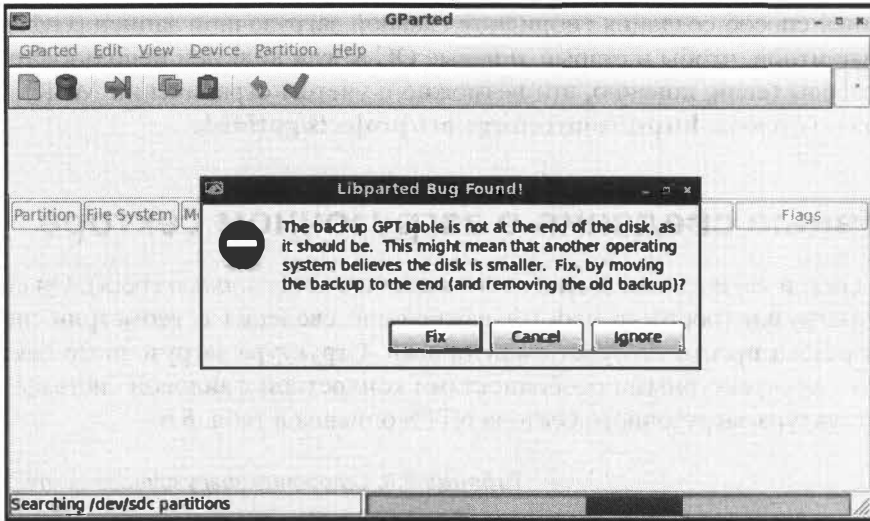 GParted
GParted Edit View Device Partition Help
Libparted Bug Found!
Partition File System M Flags
The backup GPT table is not at the end of the disk, as
it should be. This might mean that another operating
system believes the disk is smaller. Fix, by moving
the backup to the end (and removing the old backup)?
Fix Cancel Ignore
Searching /dev/sdc partitions